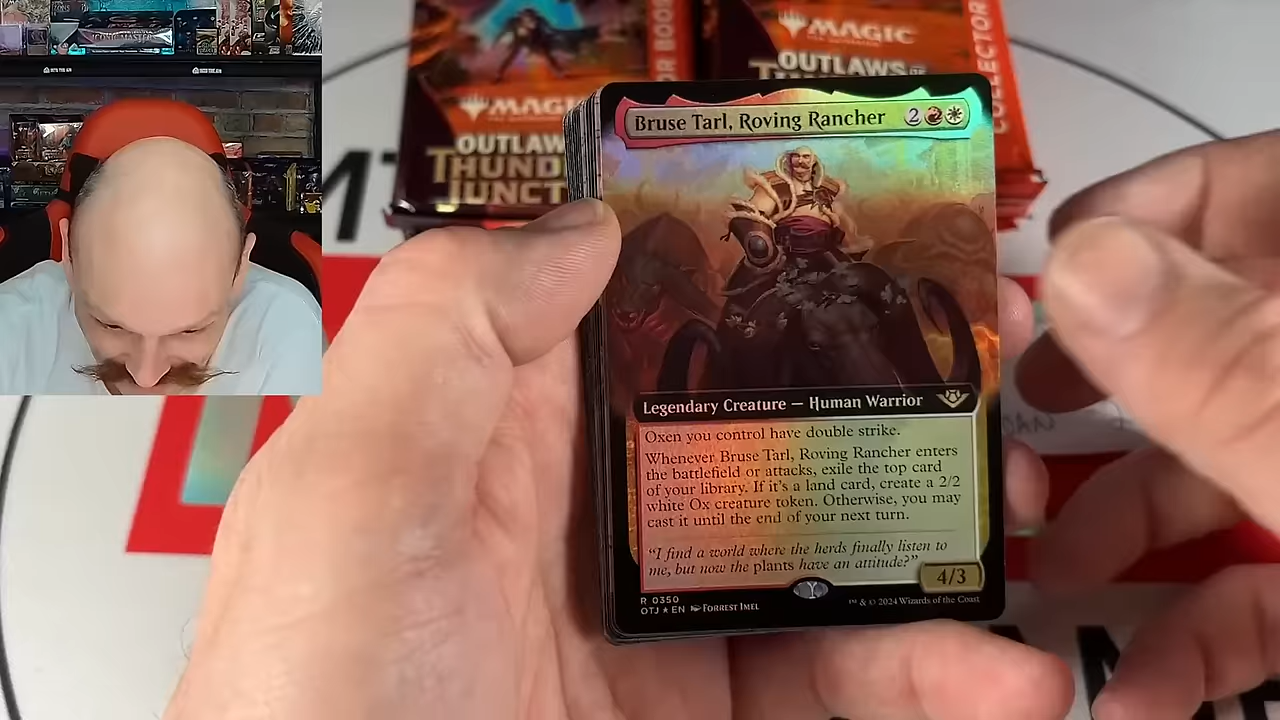 MAGIC
OUTLAWS OF
COLLECTOR
MAGIC
OUTLAW
THUND
JUNCT
Bruse Tarl, Roving Rancher 2
Legendary Creature — Human Warrior
Oxen you control have double strike.
Whenever Bruse Tarl, Roving Rancher enters
the battlefield or attacks, exile the top card
of your library. If it's a land card, create a 2/2
white Ox creature token. Otherwise, you may
cast it until the end of your next turn.
"I find a world where the herds finally listen to
me, but now the plants have an attitude?"
4/3
R 0350
OTJ ★ EN Forrest Imel
™ & © 2024 Wizards of the Coast